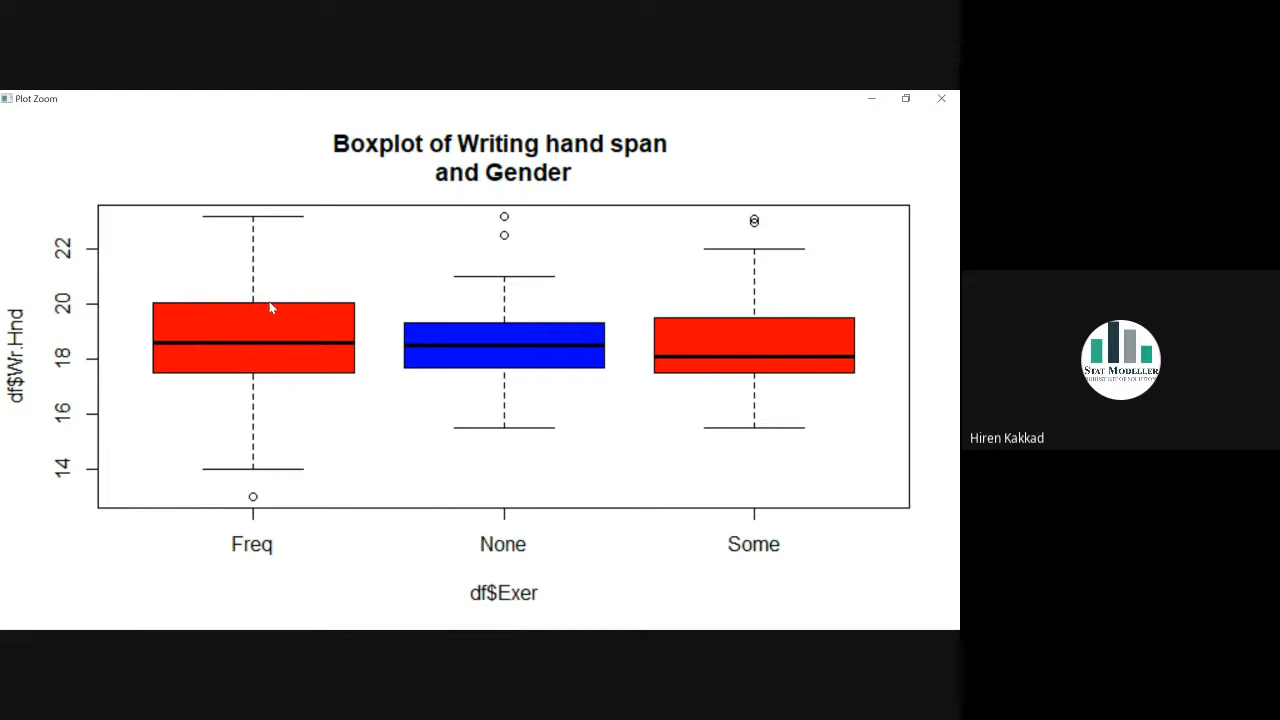 Plot Zoom
Boxplot of Writing hand span
and Gender
df$Wr.Hnd
22
20
18
16
14
Freq
None
Some
df$Exer
STAT MODELLER
Hiren Kakkad